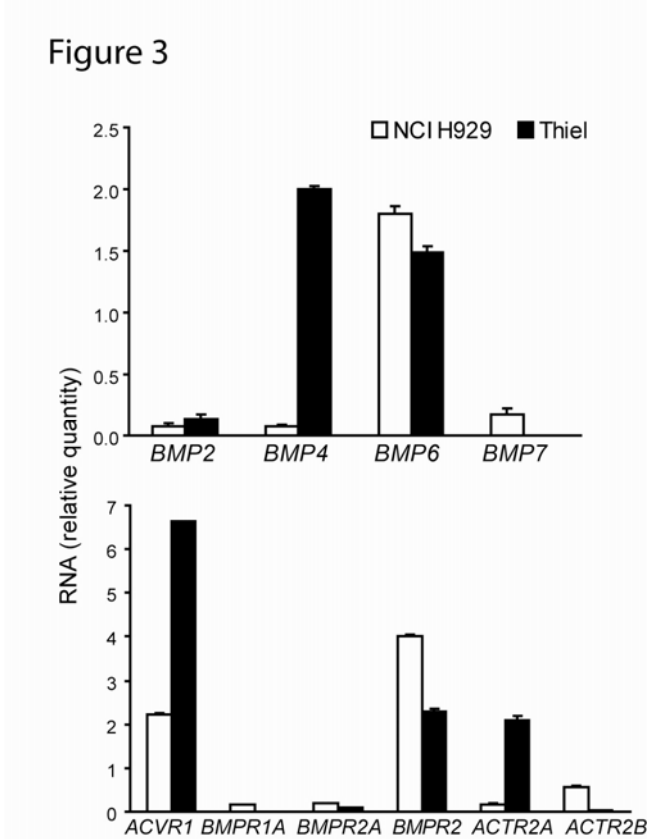 Figure 3
NCI H929 Thiel
2.5
2.0
1.5
1.0
0.5
0.0
BMP2 BMP4 BMP6 BMP7
RNA (relative quantity)
7
6
5
4
3
2
1
0
ACVR1 BMPR1A BMPR2A BMPR2 ACTR2A ACTR2B